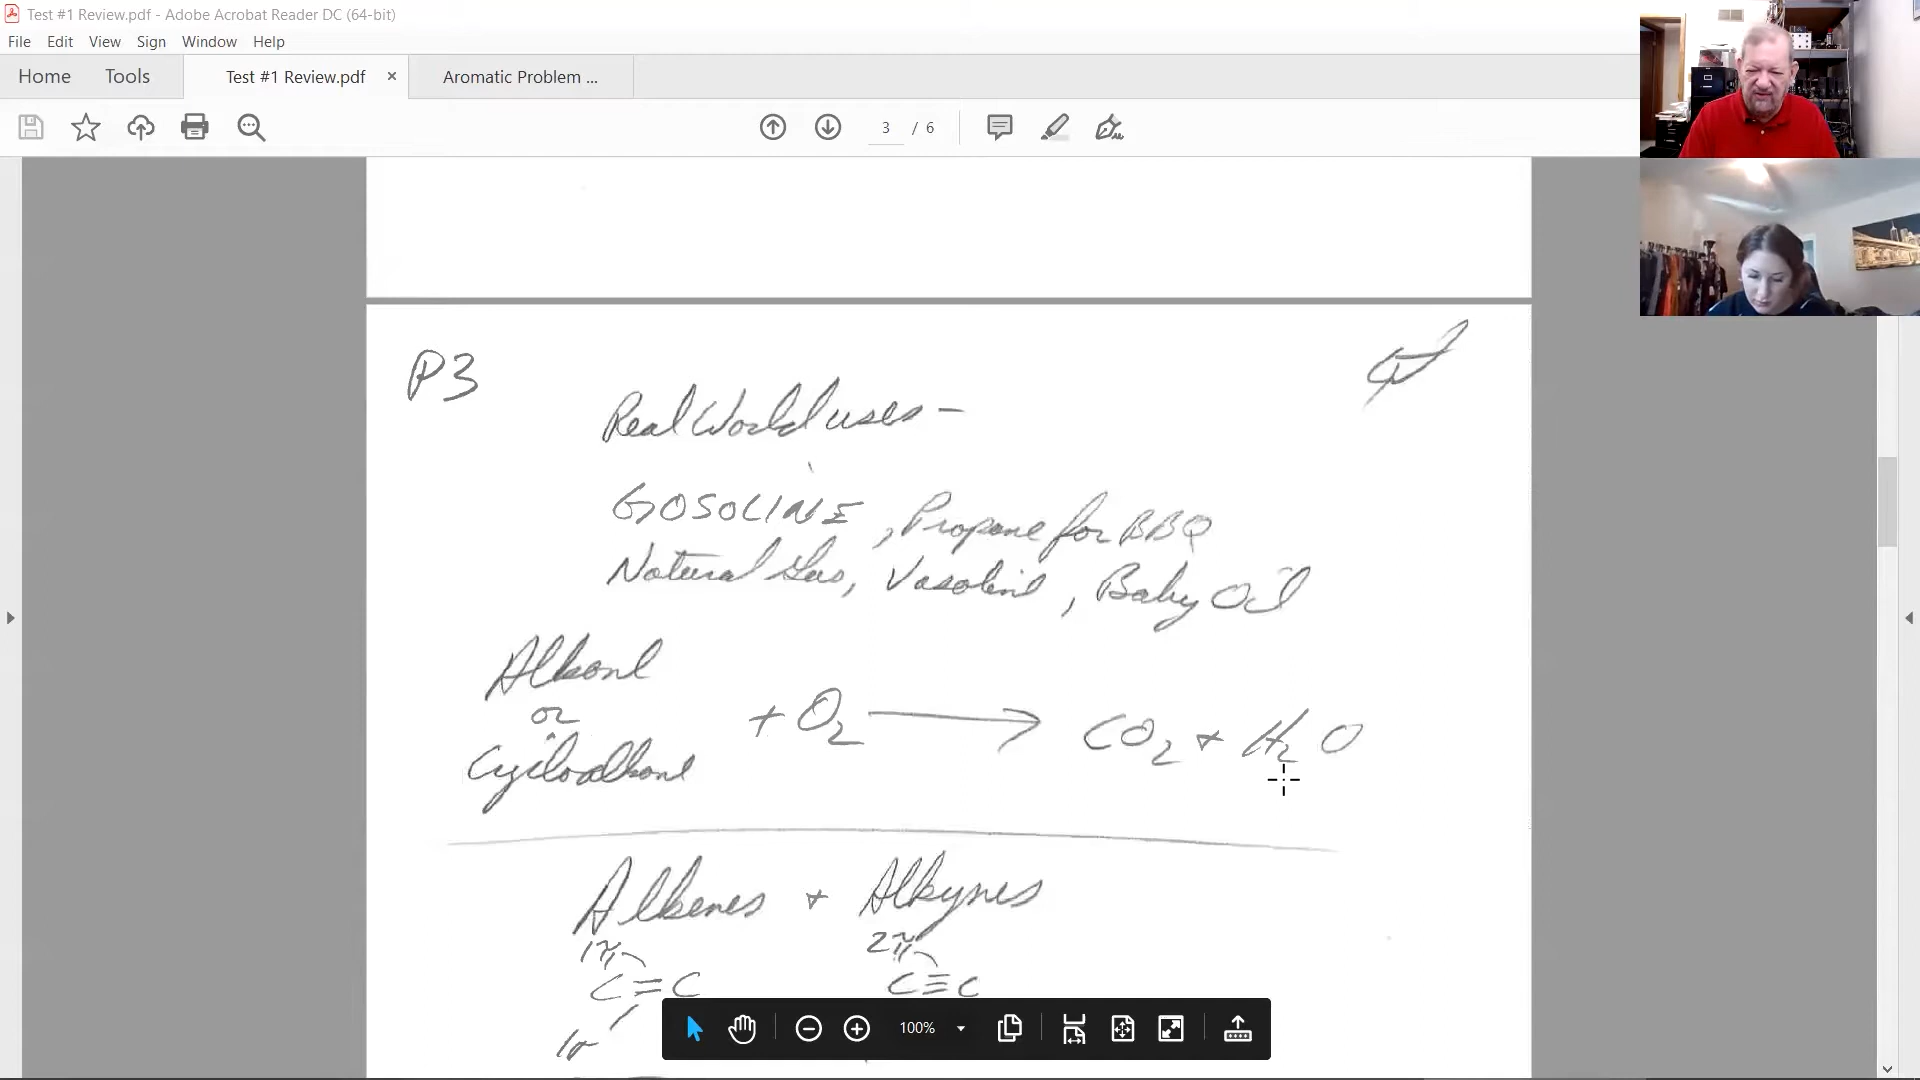 Test #1 Review.pdf - Adobe Acrobat Reader DC (64-bit)
File Edit View Sign Window Help
Home Tools Test #1 Review.pdf × Aromatic Problem ...
3 / 6
P3
Real World uses -
GOSOLINE, Propane for BBQ
Natural Gas, Vasoline, Baby Oil
Alkane
or
Cycloalkane
+ O2 → CO2 + H2O
Alkenes + Alkynes
1π 2π
C=C C≡C
1σ
100%